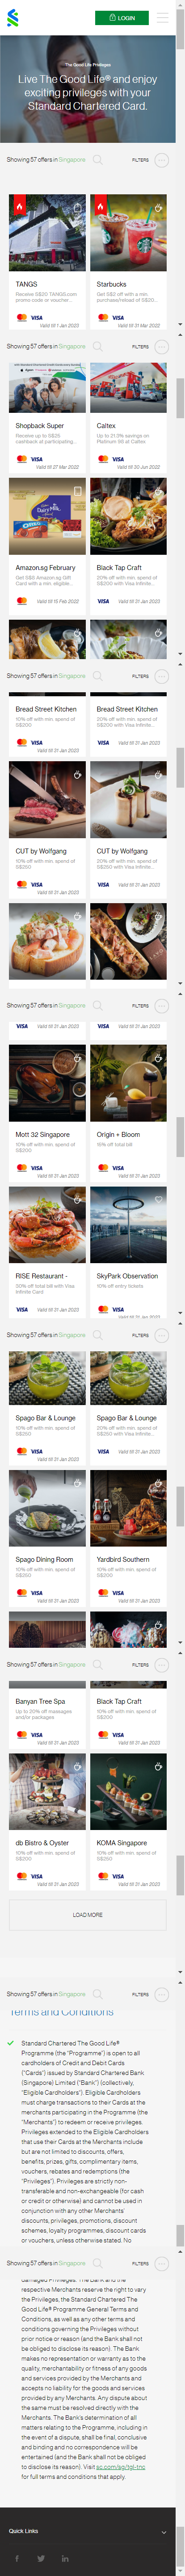 LOGIN
The Good Life Privileges
Live The Good Life® and enjoy
exciting privileges with your
Standard Chartered Card.
Showing 57 offers in Singapore
FILTERS
TANGS
Receive S$20 TANGS.com
promo code or voucher...
VISA
Valid till 1 Jan 2023
Starbucks
Get S$2 off with a min.
purchase/reload of S$20...
VISA
Valid till 31 Mar 2022
Showing 57 offers in Singapore
FILTERS
Shopback Super
Receive up to S$25
cashback at participating...
VISA
Valid till 27 Mar 2022
Caltex
Up to 21.5% savings on
Platinum 98 at Caltex
VISA
Valid till 30 Jun 2022
Amazon.sg February
Get S$5 Amazon.sg Gift
Card with a min. eligible...
Valid till 15 Feb 2022
Black Tap Craft
20% off with min. spend of
S$200 with Visa Infinite...
VISA
Valid till 31 Jan 2023
Showing 57 offers in Singapore
FILTERS
Bread Street Kitchen
10% off with min. spend of
S$200
VISA
Valid till 31 Jan 2023
Bread Street Kitchen
20% off with min. spend of
S$200 with Visa Infinite...
VISA
Valid till 31 Jan 2023
CUT by Wolfgang
10% off with min. spend of
S$250
VISA
Valid till 31 Jan 2023
CUT by Wolfgang
20% off with min. spend of
S$250 with Visa Infinite...
VISA
Valid till 31 Jan 2023
Showing 57 offers in Singapore
FILTERS
VISA
Valid till 31 Jan 2023
VISA
Valid till 31 Jan 2023
Mott 32 Singapore
10% off with min. spend of
S$200
VISA
Valid till 31 Jan 2023
Origin + Bloom
15% off total bill
VISA
Valid till 31 Jan 2023
RISE Restaurant -
30% off total bill with Visa
Infinite Card
VISA
Valid till 31 Jan 2023
SkyPark Observation
10% off entry tickets
VISA
Valid till 31 Jan 2023
Showing 57 offers in Singapore
FILTERS
Spago Bar & Lounge
10% off with min. spend of
S$250
VISA
Valid till 31 Jan 2023
Spago Bar & Lounge
20% off with min. spend of
S$250 with Visa Infinite...
VISA
Valid till 31 Jan 2023
Spago Dining Room
10% off with min. spend of
S$250
VISA
Valid till 31 Jan 2023
Yardbird Southern
10% off with min. spend of
S$200
VISA
Valid till 31 Jan 2023
Showing 57 offers in Singapore
FILTERS
Banyan Tree Spa
Up to 20% off massages
and/or packages
VISA
Valid till 31 Jan 2023
Black Tap Craft
10% off with min. spend of
S$200
VISA
Valid till 31 Jan 2023
db Bistro & Oyster
10% off with min. spend of
S$200
VISA
Valid till 31 Jan 2023
KOMA Singapore
10% off with min. spend of
S$250
VISA
Valid till 31 Jan 2023
LOAD MORE
Showing 57 offers in Singapore
FILTERS
Terms and Conditions
Standard Chartered The Good Life®
Programme (the "Programme") is open to all
cardholders of Credit and Debit Cards
("Cards") issued by Standard Chartered Bank
(Singapore) Limited ("Bank") (collectively,
"Eligible Cardholders"). Eligible Cardholders
must charge transactions to their Cards at the
merchants participating in the Programme (the
"Merchants") to redeem or receive privileges.
Privileges extended to the Eligible Cardholders
that use their Cards at the Merchants include
but are not limited to discounts, offers,
benefits, prizes, gifts, complimentary items,
vouchers, rebates and redemptions (the
"Privileges"). Privileges are strictly non-
transferable and non-exchangeable (for cash
or credit or otherwise) and cannot be used in
conjunction with any other Merchants'
discounts, privileges, promotions, discount
schemes, loyalty programmes, discount cards
or vouchers, unless otherwise stated. No
Showing 57 offers in Singapore
FILTERS
damaged Privileges. The Bank and the
respective Merchants reserve the right to vary
the Privileges, the Standard Chartered The
Good Life® Programme General Terms and
Conditions, as well as any other terms and
conditions governing the Privileges without
prior notice or reason (and the Bank shall not
be obliged to disclose its reason). The Bank
makes no representation or warranty as to the
quality, merchantability or fitness of any goods
and services provided by the Merchants and
accepts no liability for the goods and services
provided by any Merchants. Any dispute about
the same must be resolved directly with the
Merchants. The Bank's determination of all
matters relating to the Programme, including in
the event of a dispute, shall be final, conclusive
and binding and no correspondence will be
entertained (and the Bank shall not be obliged
to disclose its reason). Visit sc.com/sg/tgl-tnc
for full terms and conditions that apply.
Quick Links